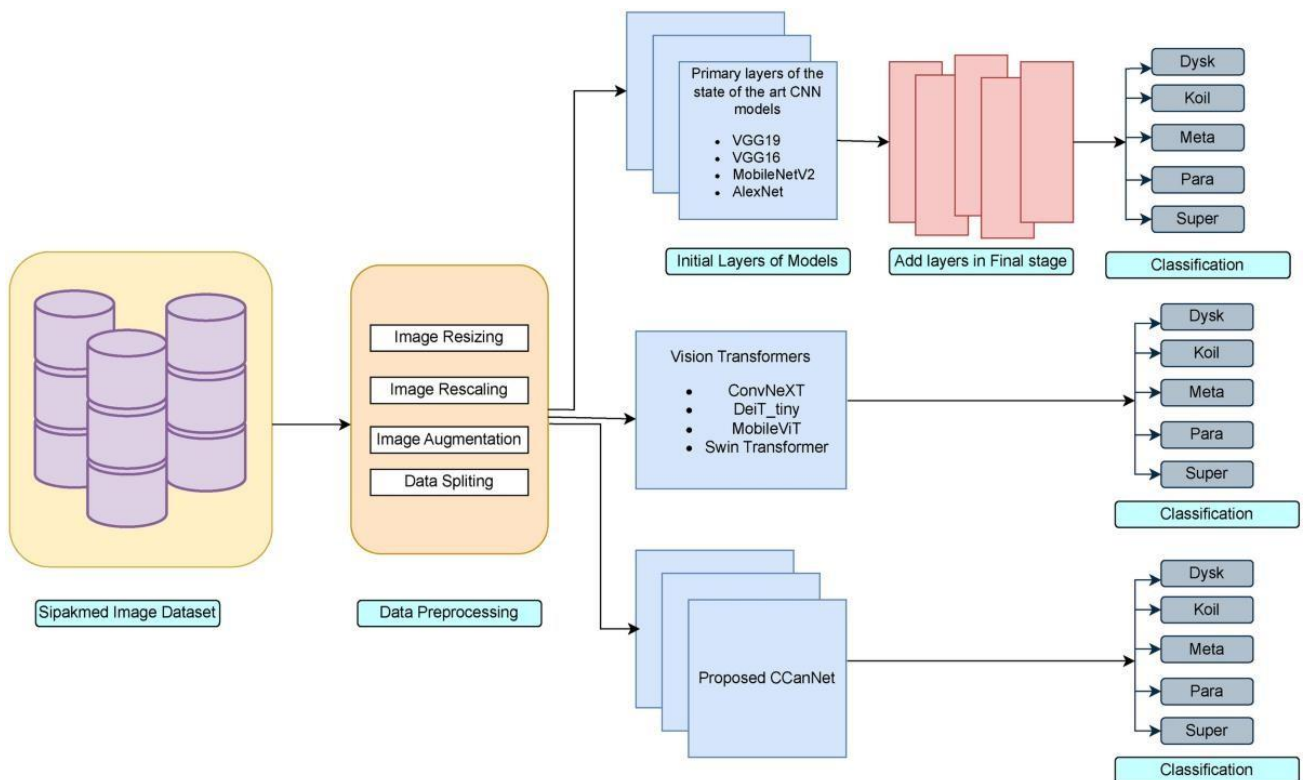 Sipakmed Image Dataset
Image Resizing
Image Rescaling
Image Augmentation
Data Spliting
Data Preprocessing
Primary layers of the
state of the art CNN
models
• VGG19
• VGG16
• MobileNetV2
• AlexNet
Initial Layers of Models
Add layers in Final stage
Dysk
Koil
Meta
Para
Super
Classification
Vision Transformers
• ConvNeXT
• DeiT_tiny
• MobileViT
• Swin Transformer
Dysk
Koil
Meta
Para
Super
Classification
Proposed CCanNet
Dysk
Koil
Meta
Para
Super
Classification